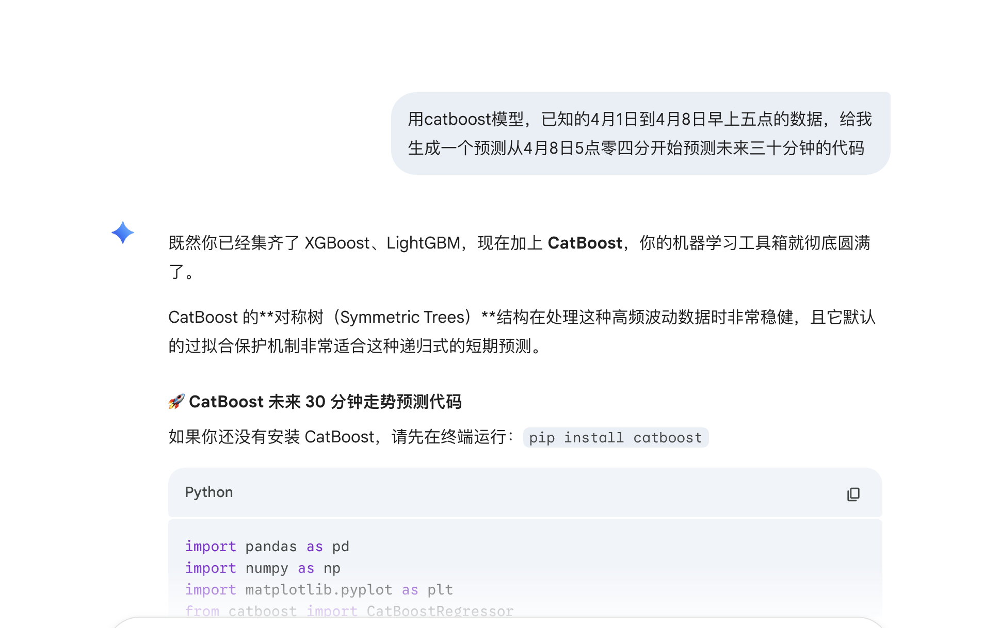 用catboost模型，已知的4月1日到4月8日早上五点的数据，给我
生成一个预测从4月8日5点零四分开始预测未来三十分钟的代码
既然你已经集齐了 XGBoost、LightGBM，现在加上 CatBoost，你的机器学习工具箱就彻底圆满
了。
CatBoost 的**对称树（Symmetric Trees）**结构在处理这种高频波动数据时非常稳健，且它默认
的过拟合保护机制非常适合这种递归式的短期预测。
🚀 CatBoost 未来 30 分钟走势预测代码
如果你还没有安装 CatBoost，请先在终端运行： pip install catboost
Python
import pandas as pd
import numpy as np
import matplotlib.pyplot as plt
from catboost import CatBoostRegressor